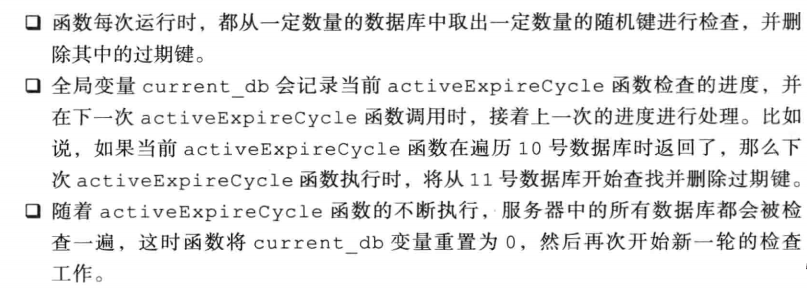 ❑ 函数每次运行时，都从一定数量的数据库中取出一定数量的随机键进行检查，并删
除其中的过期键。
❑ 全局变量 current_db 会记录当前 activeExpireCycle 函数检查的进度，并
在下一次 activeExpireCycle 函数调用时，接着上一次的进度进行处理。比如
说，如果当前 activeExpireCycle 函数在遍历 10 号数据库时返回了，那么下
次 activeExpireCycle 函数执行时，将从 11 号数据库开始查找并删除过期键。
❑ 随着 activeExpireCycle 函数的不断执行，服务器中的所有数据库都会被检
查一遍，这时函数将 current_db 变量重置为 0，然后再次开始新一轮的检查
工作。